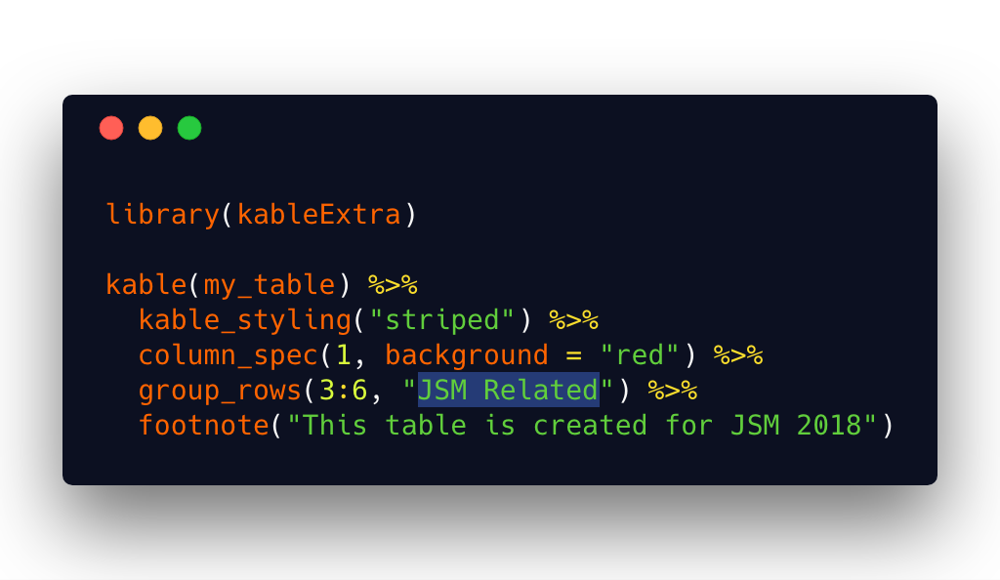 library(kableExtra)

kable(my_table) %>%
  kable_styling("striped") %>%
  column_spec(1, background = "red") %>%
  group_rows(3:6, "JSM Related") %>%
  footnote("This table is created for JSM 2018")